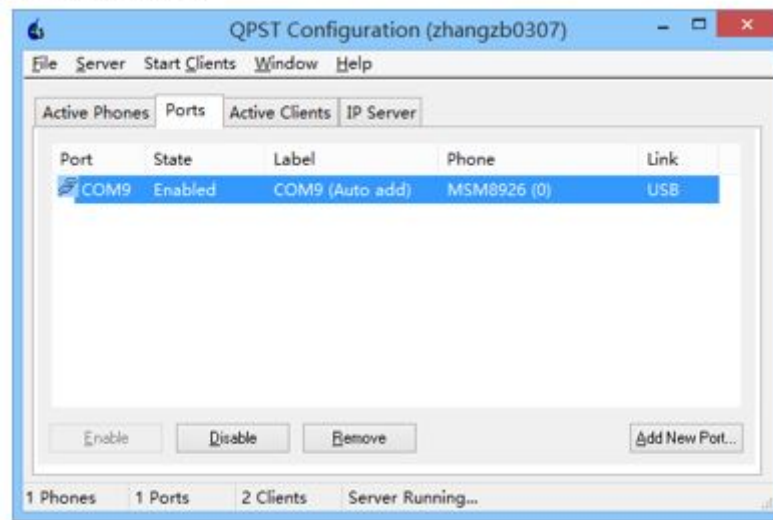 QPST Configuration (zhangzb0307)
File Server Start Clients Window Help
Active Phones Ports Active Clients IP Server
Port State Label Phone Link
COM9 Enabled COM9 (Auto add) MSM8926 (0) USB
Enable Disable Remove Add New Port...
1 Phones 1 Ports 2 Clients Server Running...